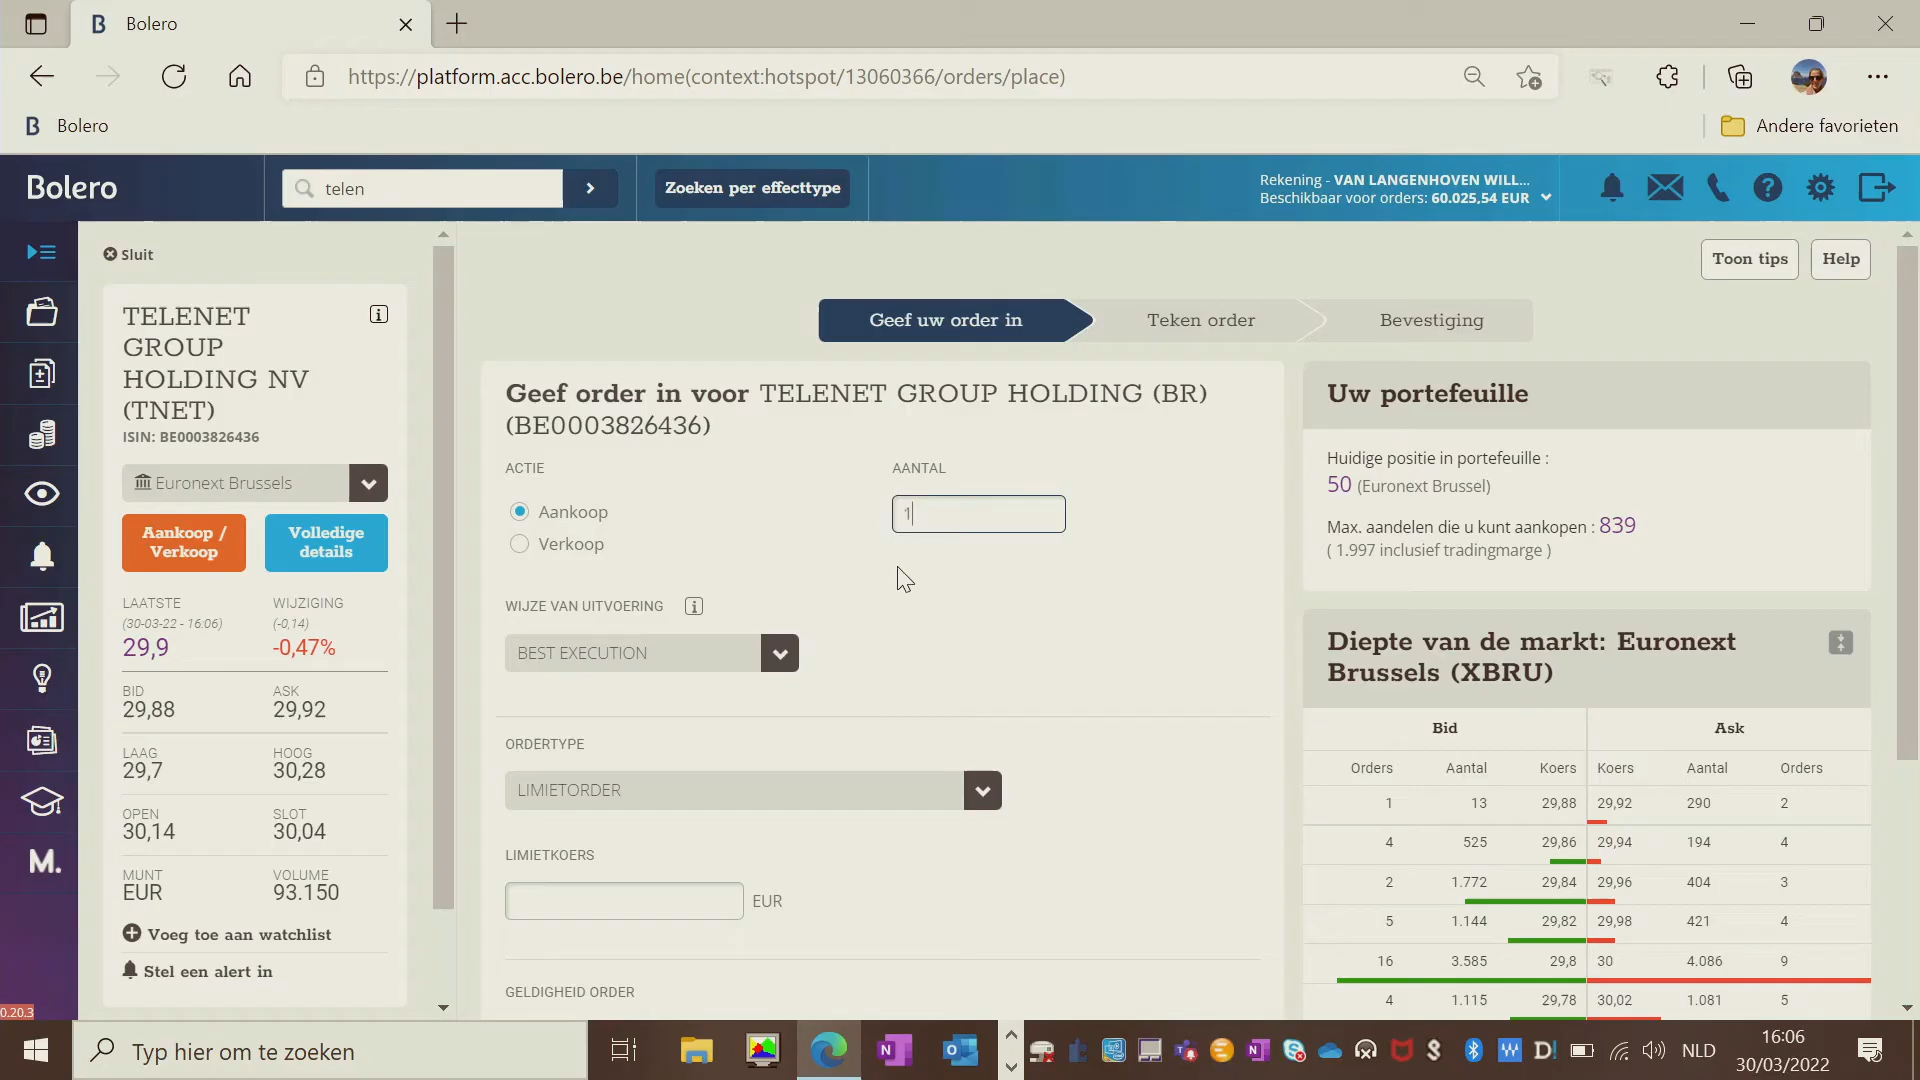 Bolero
https://platform.acc.bolero.be/home(context:hotspot/13060366/orders/place)
Bolero
Andere favorieten
Bolero
telen
Zoeken per effecttype
Rekening - VAN LANGENHOVEN WILL...
Beschikbaar voor orders: 60.025,54 EUR
Sluit
Toon tips
Help
TELENET
GROUP
HOLDING NV
(TNET)
ISIN: BE0003826436
Euronext Brussels
Aankoop /
Verkoop
Volledige
details
LAATSTE
(30-03-22 - 16:06)
29,9
WIJZIGING
(-0,14)
-0,47%
BID
29,88
ASK
29,92
LAAG
29,7
HOOG
30,28
OPEN
30,14
SLOT
30,04
MUNT
EUR
VOLUME
93.150
Voeg toe aan watchlist
Stel een alert in
M.
0.20.3
Geef uw order in
Teken order
Bevestiging
Geef order in voor TELENET GROUP HOLDING (BR)
(BE0003826436)
ACTIE
Aankoop
Verkoop
AANTAL
1
WIJZE VAN UITVOERING
BEST EXECUTION
ORDERTYPE
LIMIETORDER
LIMIETKOERS
EUR
GELDIGHEID ORDER
Uw portefeuille
Huidige positie in portefeuille :
50 (Euronext Brussel)
Max. aandelen die u kunt aankopen : 839
( 1.997 inclusief tradingmarge )
Diepte van de markt: Euronext
Brussels (XBRU)
Bid Ask
Orders Aantal Koers Koers Aantal Orders
1 13 29,88 29,92 290 2
4 525 29,86 29,94 194 4
2 1.772 29,84 29,96 404 3
5 1.144 29,82 29,98 421 4
16 3.585 29,8 30 4.086 9
4 1.115 29,78 30,02 1.081 5
Typ hier om te zoeken
NLD
16:06
30/03/2022